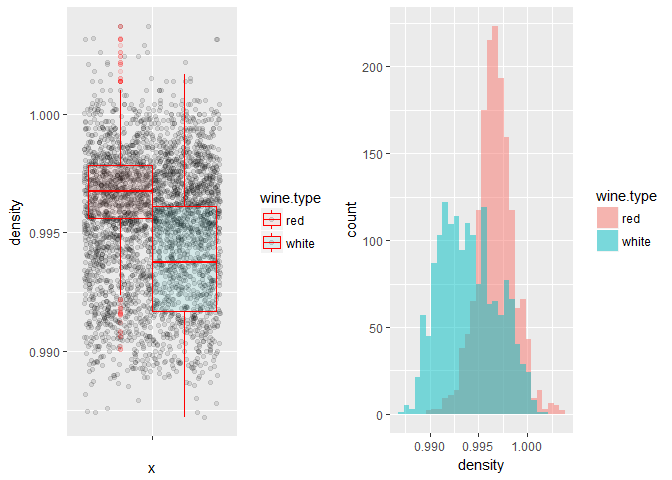 density
1.000
0.995
0.990
x
wine.type
red
white
count
200
150
100
50
0
0.990 0.995 1.000
density
wine.type
red
white